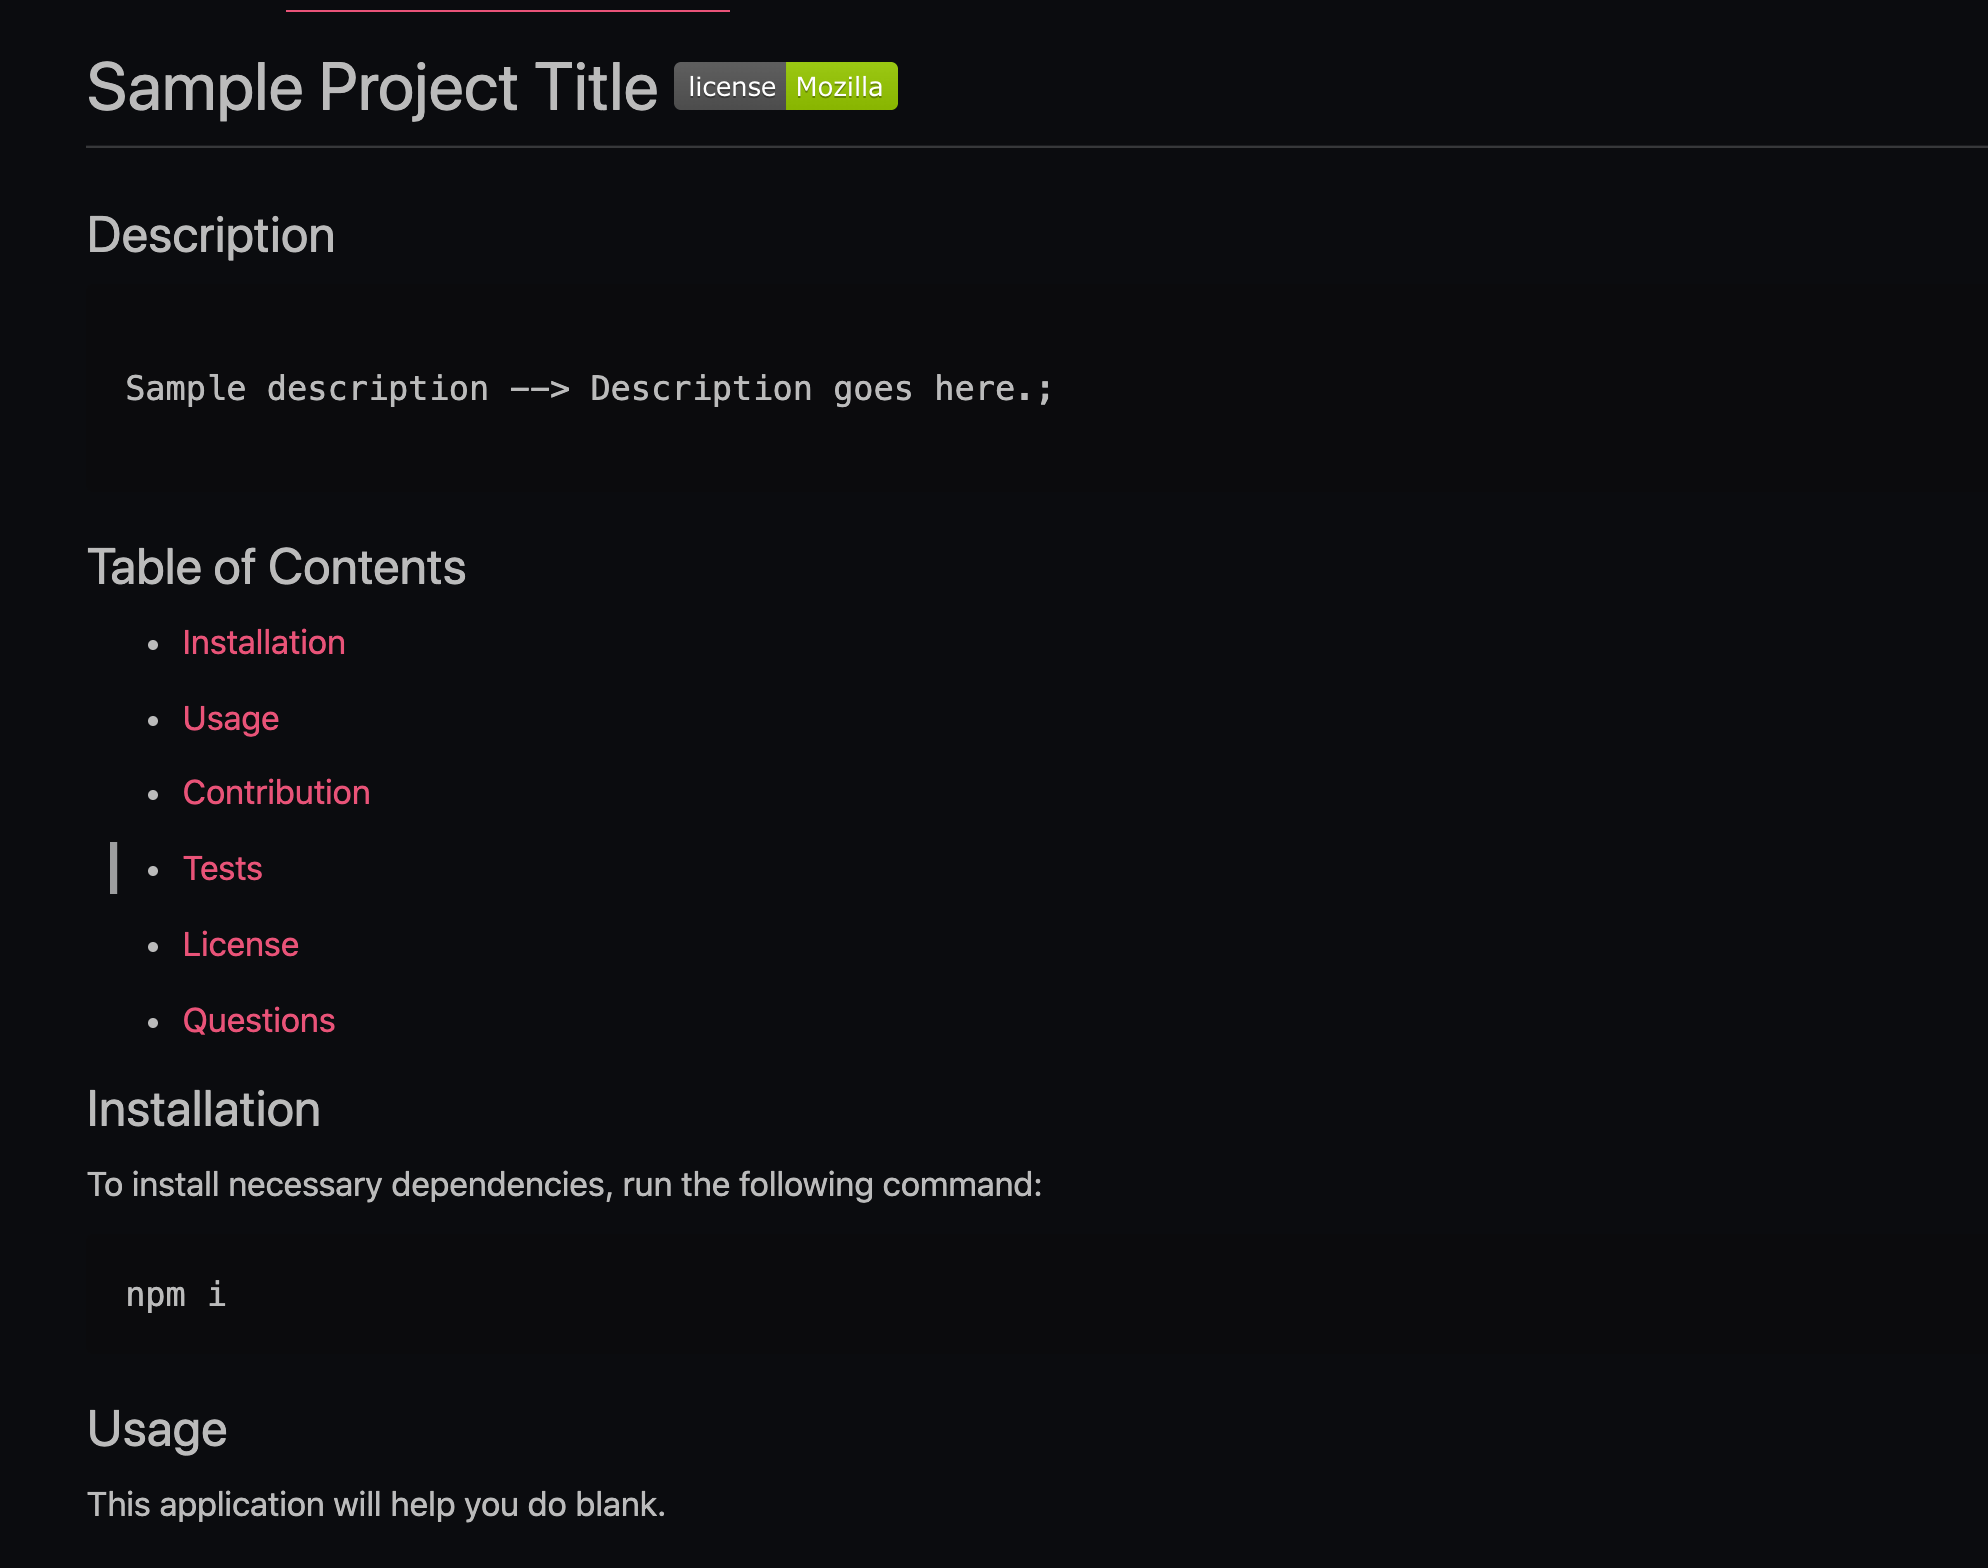 Sample Project Title license Mozilla
Description
Sample description --> Description goes here.;
Table of Contents
Installation
Usage
Contribution
Tests
License
Questions
Installation
To install necessary dependencies, run the following command:
npm i
Usage
This application will help you do blank.